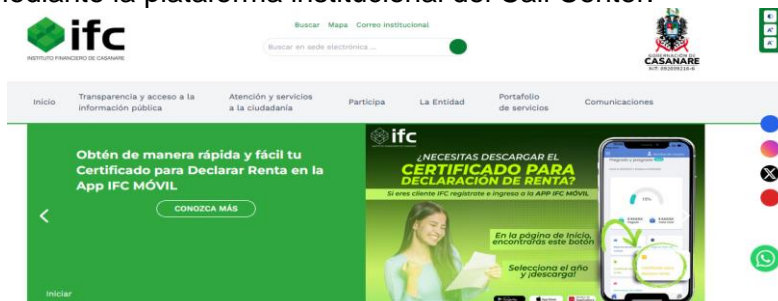 mediante la plataforma institucional del Call Center.
Buscar Mapa Correo institucional
ifc
INSTITUTO FINANCIERO DE CASANARE
Buscar en sede electrónica ...
GOBERNACIÓN DE
CASANARE
NIT: 892099216-6
Inicio
Transparencia y acceso a la
información pública
Atención y servicios
a la ciudadanía
Participa
La Entidad
Portafolio
de servicios
Comunicaciones
Obtén de manera rápida y fácil tu
Certificado para Declarar Renta en la
App IFC MÓVIL
CONOZCA MÁS
Iniciar
ifc
¿NECESITAS DESCARGAR EL
CERTIFICADO PARA
DECLARACIÓN DE RENTA?
Si eres cliente IFC regístrate e ingresa a la APP IFC MÓVIL
En la página de Inicio,
encontrarás este botón
Selecciona el año
y ¡descarga!